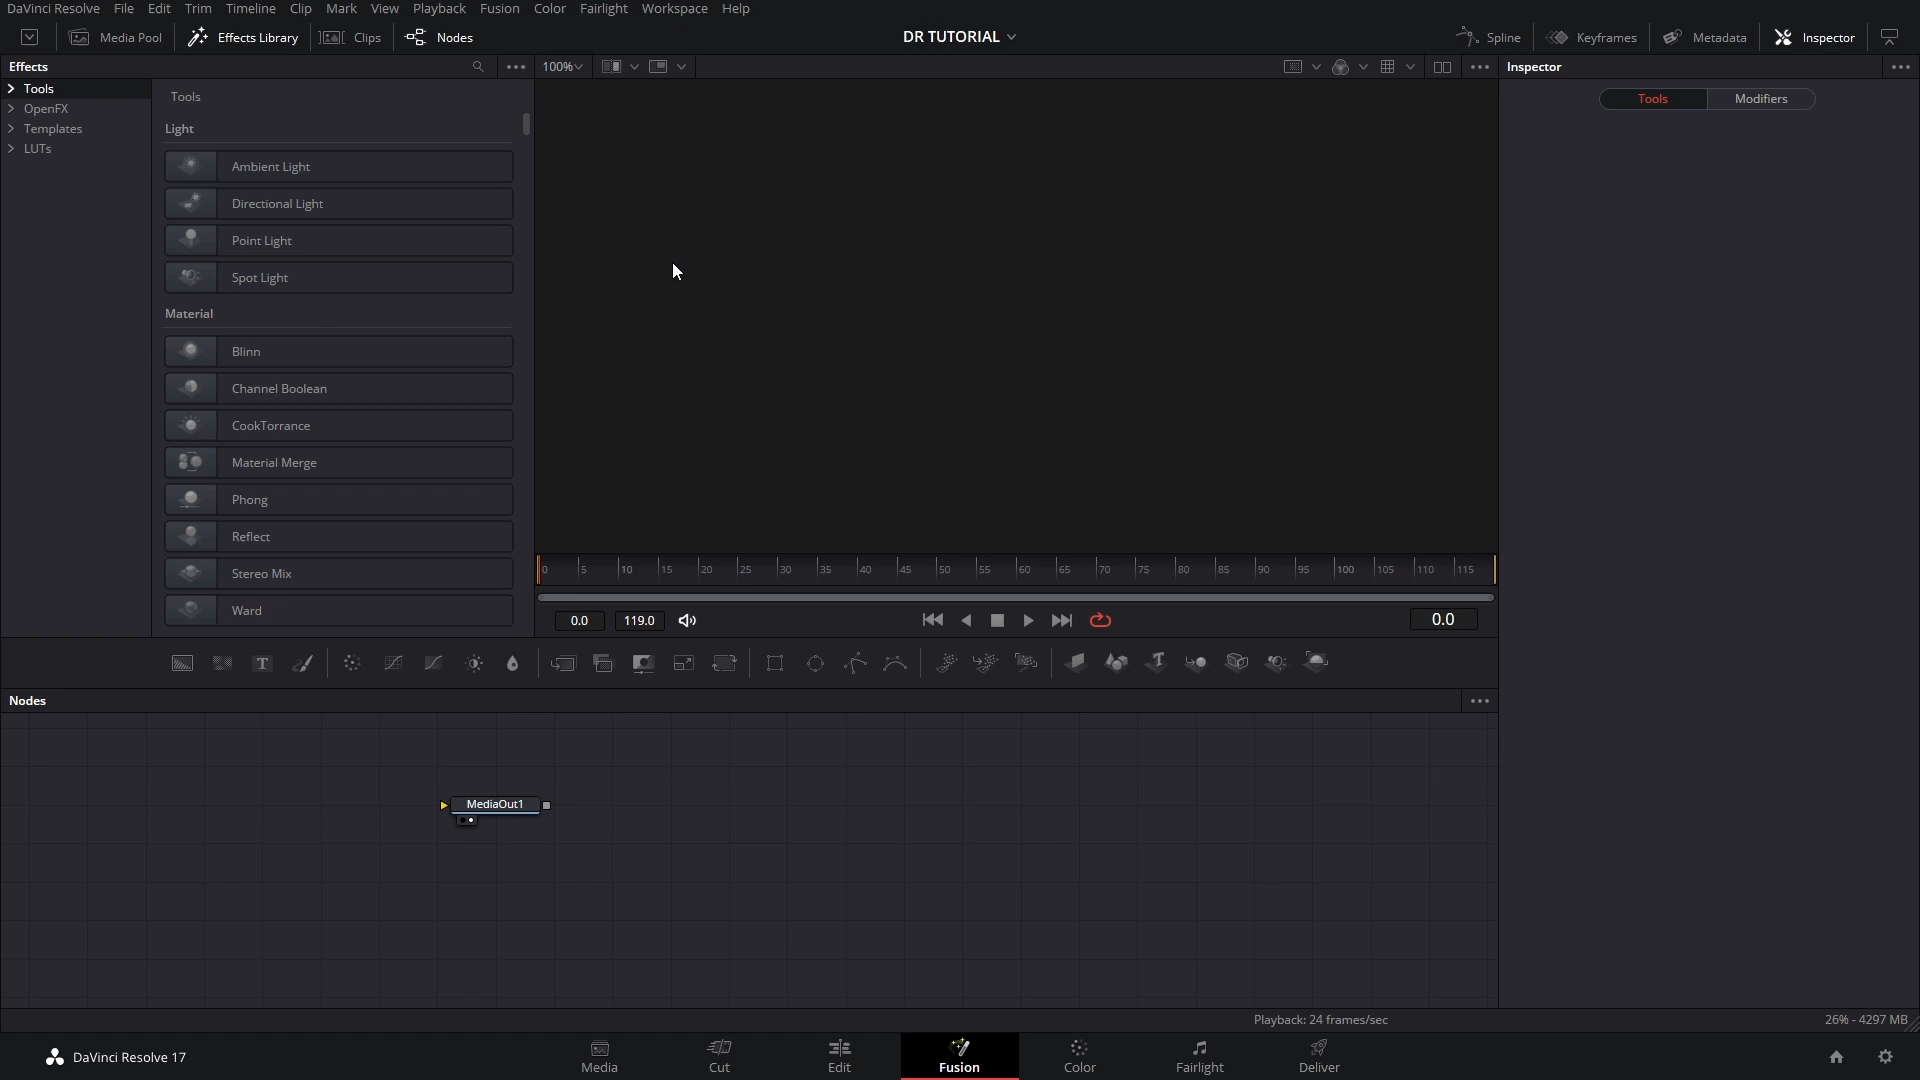 DaVinci Resolve File Edit Trim Timeline Clip Mark View Playback Fusion Color Fairlight Workspace Help
Media Pool Effects Library Clips Nodes DR TUTORIAL Spline Keyframes Metadata Inspector
Effects 100% Inspector
Tools
OpenFX
Templates
LUTs
Tools
Light
Ambient Light
Directional Light
Point Light
Spot Light
Material
Blinn
Channel Boolean
CookTorrance
Material Merge
Phong
Reflect
Stereo Mix
Ward
Tools Modifiers
0 5 10 15 20 25 30 35 40 45 50 55 60 65 70 75 80 85 90 95 100 105 110 115
0.0 119.0 0.0
T
Nodes
MediaOut1
Playback: 24 frames/sec 26% - 4297 MB
DaVinci Resolve 17 Media Cut Edit Fusion Color Fairlight Deliver